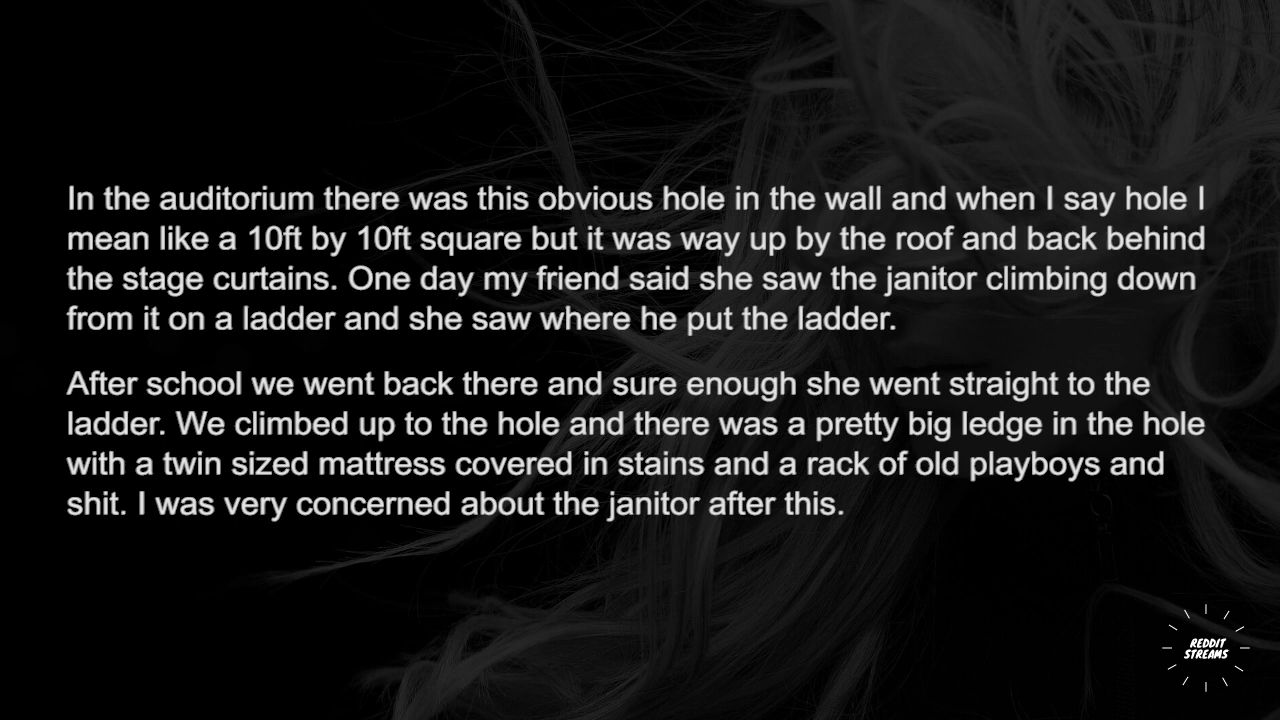 In the auditorium there was this obvious hole in the wall and when I say hole I
mean like a 10ft by 10ft square but it was way up by the roof and back behind
the stage curtains. One day my friend said she saw the janitor climbing down
from it on a ladder and she saw where he put the ladder.
After school we went back there and sure enough she went straight to the
ladder. We climbed up to the hole and there was a pretty big ledge in the hole
with a twin sized mattress covered in stains and a rack of old playboys and
shit. I was very concerned about the janitor after this.
REDDIT
STREAMS